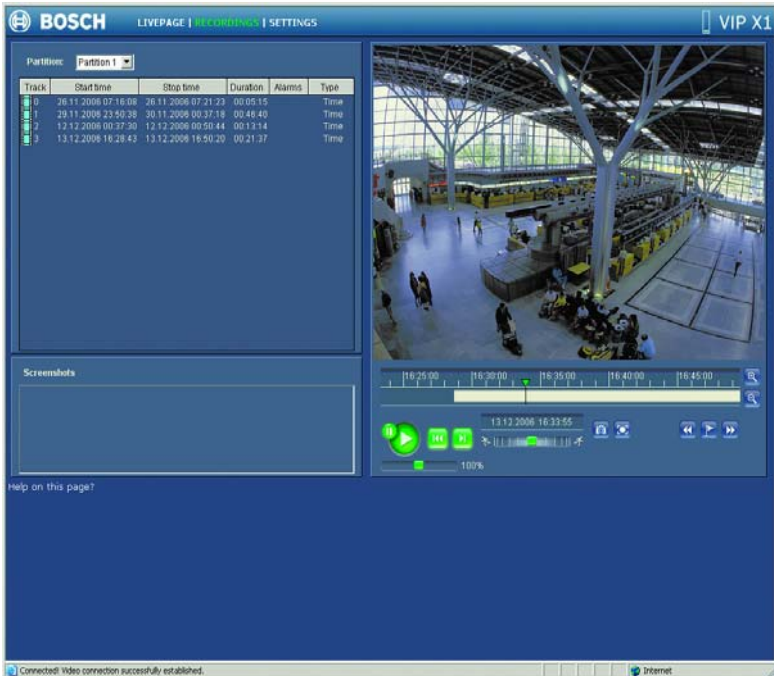 BOSCH
LIVEPAGE | RECORDINGS | SETTINGS
VIP X1
Partition: Partition 1
Track Start time Stop time Duration Alarms Type
0 26.11.2006 07:16:08 26.11.2006 07:21:23 00:05:15 Time
1 29.11.2006 23:50:38 30.11.2006 00:37:18 00:46:40 Time
2 12.12.2006 00:37:30 12.12.2006 00:50:44 00:13:14 Time
3 13.12.2006 16:28:43 13.12.2006 16:50:20 00:21:37 Time
Screenshots
16:25:00 16:30:00 16:35:00 16:40:00 16:45:00
13.12.2006 16:33:55
100%
Help on this page?
Connected! Video connection successfully established.
Internet